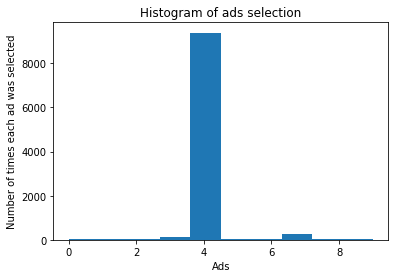 Histogram of ads selection
Number of times each ad was selected
8000
6000
4000
2000
0
0 2 4 6 8
Ads